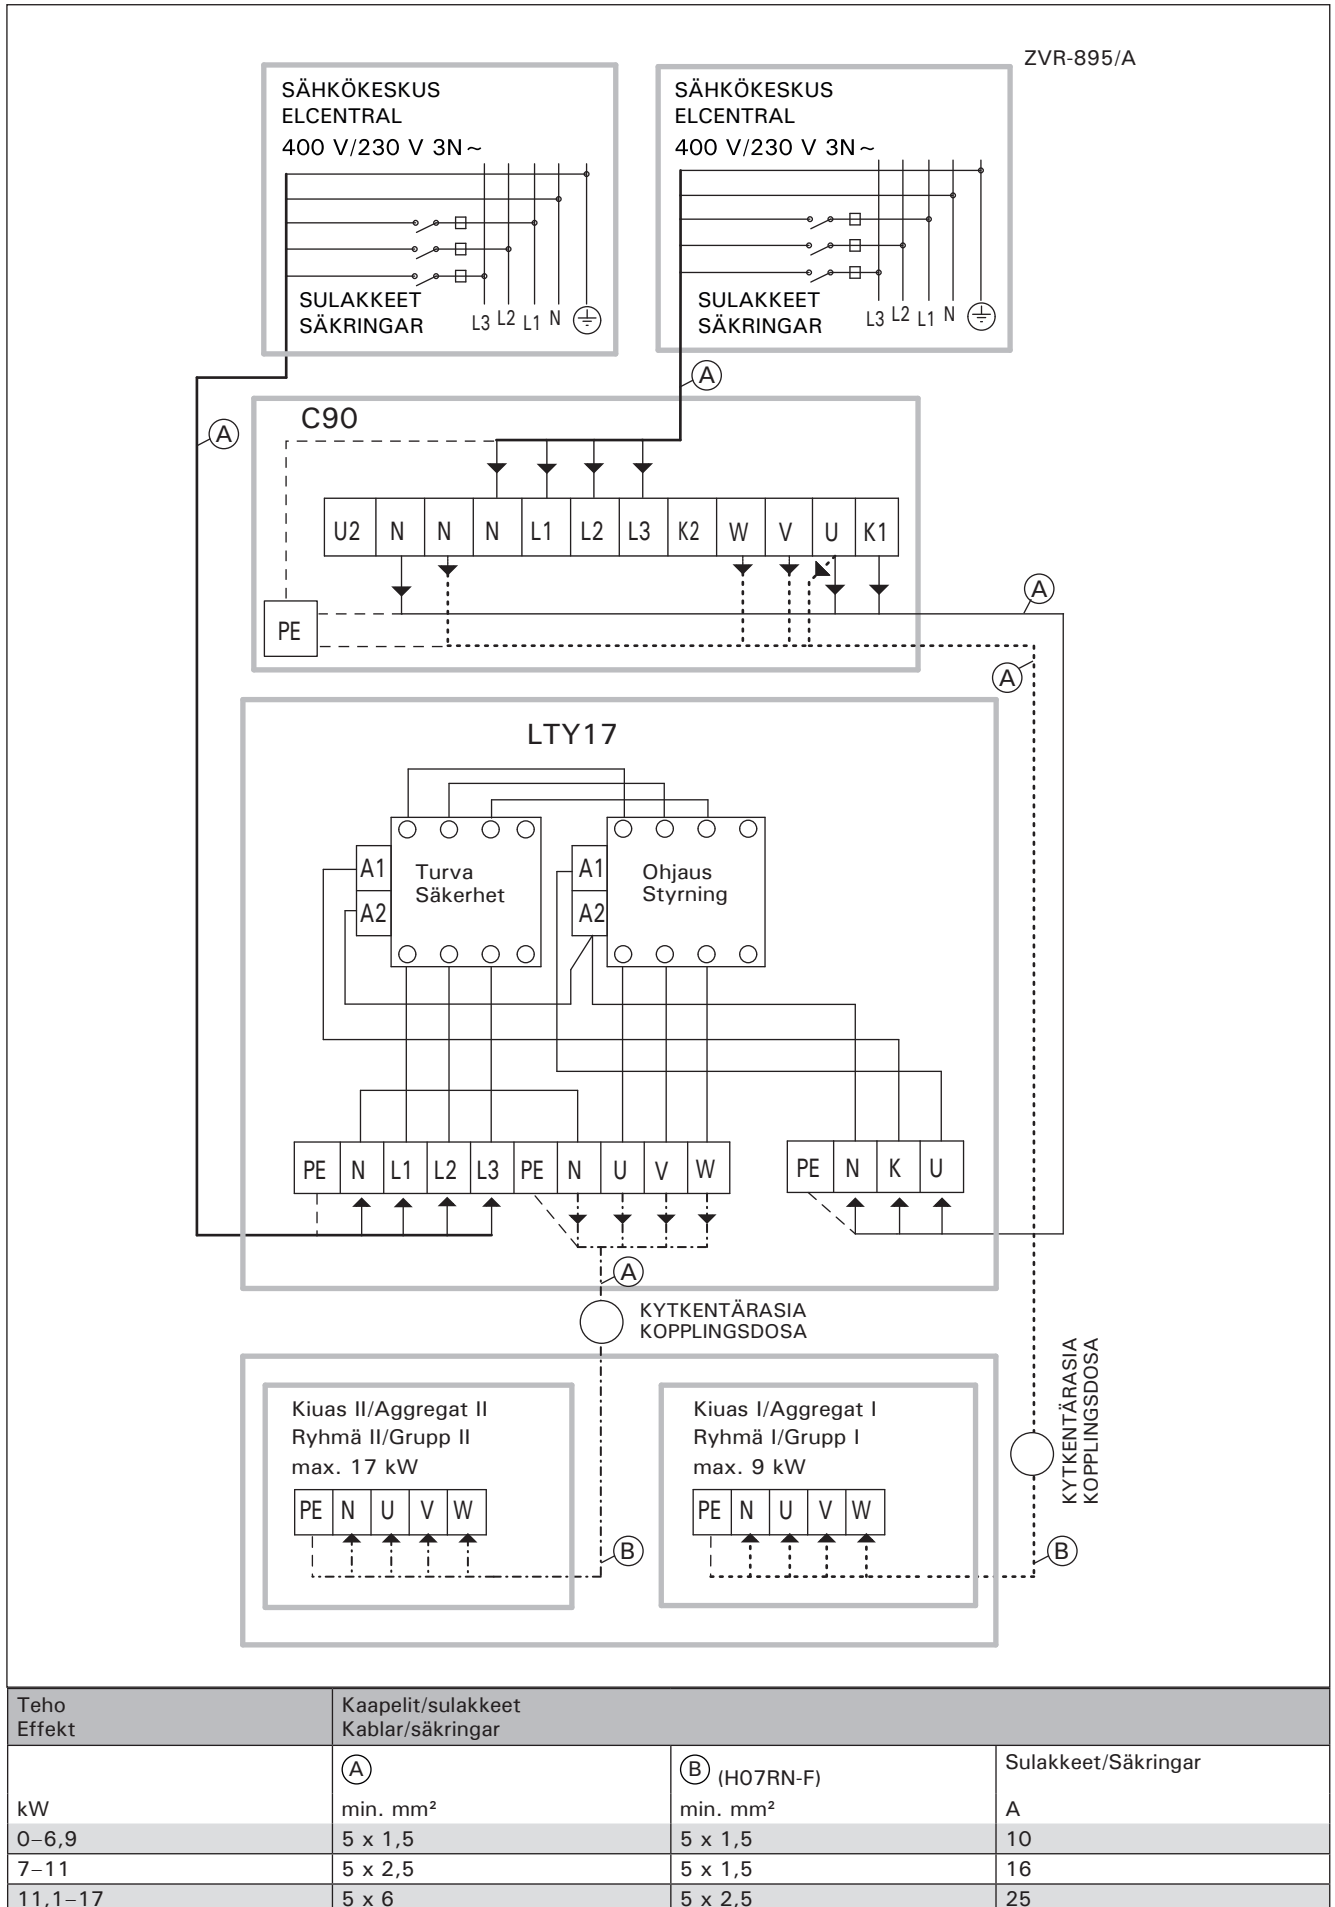 ZVR-895/A
SÄHKÖKESKUS
ELCENTRAL
400 V/230 V 3N~
SULAKKEET
SÄKRINGAR
L3 L2 L1 N
SÄHKÖKESKUS
ELCENTRAL
400 V/230 V 3N~
SULAKKEET
SÄKRINGAR
L3 L2 L1 N
A
A
C90
U2 N N N L1 L2 L3 K2 W V U K1
A
PE
A
LTY17
A1
A2
Turva
Säkerhet
A1
A2
Ohjaus
Styrning
PE N L1 L2 L3 PE N U V W
PE N K U
A
KYTKENTÄRASIA
KOPPLINGSDOSA
KYTKENTÄRASIA
KOPPLINGSDOSA
Kiuas II/Aggregat II
Ryhmä II/Grupp II
max. 17 kW
PE N U V W
B
Kiuas I/Aggregat I
Ryhmä I/Grupp I
max. 9 kW
PE N U V W
B
Teho
Effekt
Kaapelit/sulakkeet
Kablar/säkringar
A
B (H07RN-F)
Sulakkeet/Säkringar
kW min. mm² min. mm² A
0–6,9 5 x 1,5 5 x 1,5 10
7–11 5 x 2,5 5 x 1,5 16
11,1–17 5 x 6 5 x 2,5 25